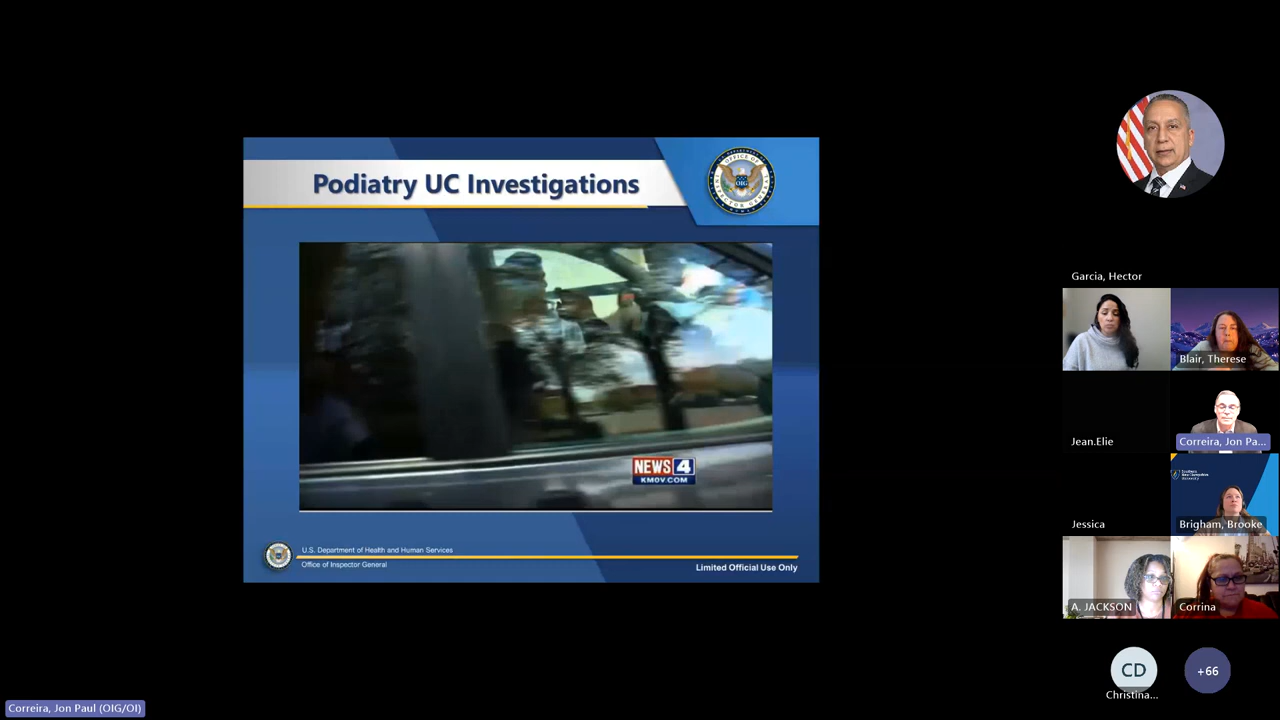 Podiatry UC Investigations
OIG
NEWS 4
KMOV.COM
U.S. Department of Health and Human Services
Office of Inspector General
Limited Official Use Only
Garcia, Hector
Blair, Therese
Jean.Elie
Correira, Jon Pa...
Jessica
Brigham, Brooke
A. JACKSON
Corrina
CD
Christina...
+66
Correira, Jon Paul (OIG/OI)